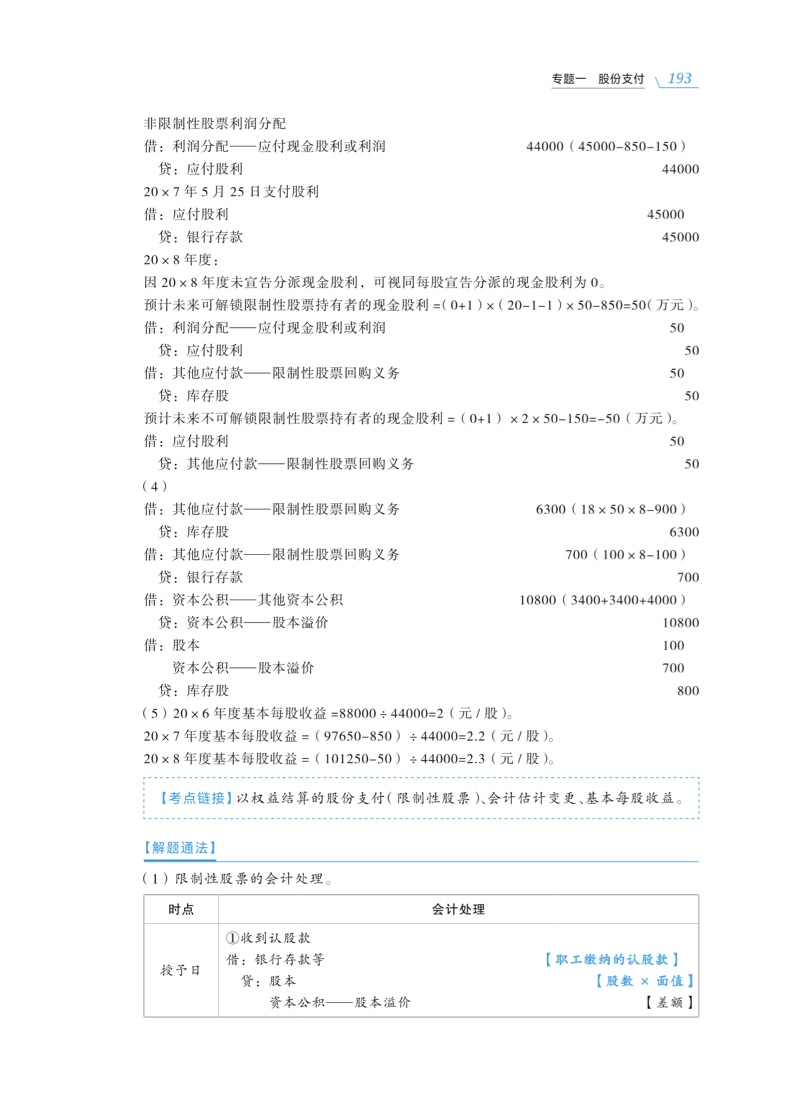 专题一 股份支付 193
非限制性股票利润分配
借：利润分配——应付现金股利或利润 44000（45000-850-150）
贷：应付股利 44000
20×7 年 5 月 25 日支付股利
借：应付股利 45000
贷：银行存款 45000
20×8 年度：
因 20×8 年度未宣告分派现金股利，可视同每股宣告分派的现金股利为 0。
预计未来可解锁限制性股票持有者的现金股利 =（0+1）×（20-1-1）×50-850=50（万元）。
借：利润分配——应付现金股利或利润 50
贷：应付股利 50
借：其他应付款——限制性股票回购义务 50
贷：库存股 50
预计未来不可解锁限制性股票持有者的现金股利 =（0+1）×2×50-150=-50（万元）。
借：应付股利 50
贷：其他应付款——限制性股票回购义务 50
（4）
借：其他应付款——限制性股票回购义务 6300（18×50×8-900）
贷：库存股 6300
借：其他应付款——限制性股票回购义务 700（100×8-100）
贷：银行存款 700
借：资本公积——其他资本公积 10800（3400+3400+4000）
贷：资本公积——股本溢价 10800
借：股本 100
资本公积——股本溢价 700
贷：库存股 800
（5）20×6 年度基本每股收益 =88000÷44000=2（元 / 股）。
20×7 年度基本每股收益 =（97650-850）÷44000=2.2（元 / 股）。
20×8 年度基本每股收益 =（101250-50）÷44000=2.3（元 / 股）。
【考点链接】以权益结算的股份支付（限制性股票）、会计估计变更、基本每股收益。
【解题通法】
（1）限制性股票的会计处理。
时点 会计处理
授予日
①收到认股款
借：银行存款等 【职工缴纳的认股款】
贷：股本 【股数 × 面值】
资本公积——股本溢价 【差额】